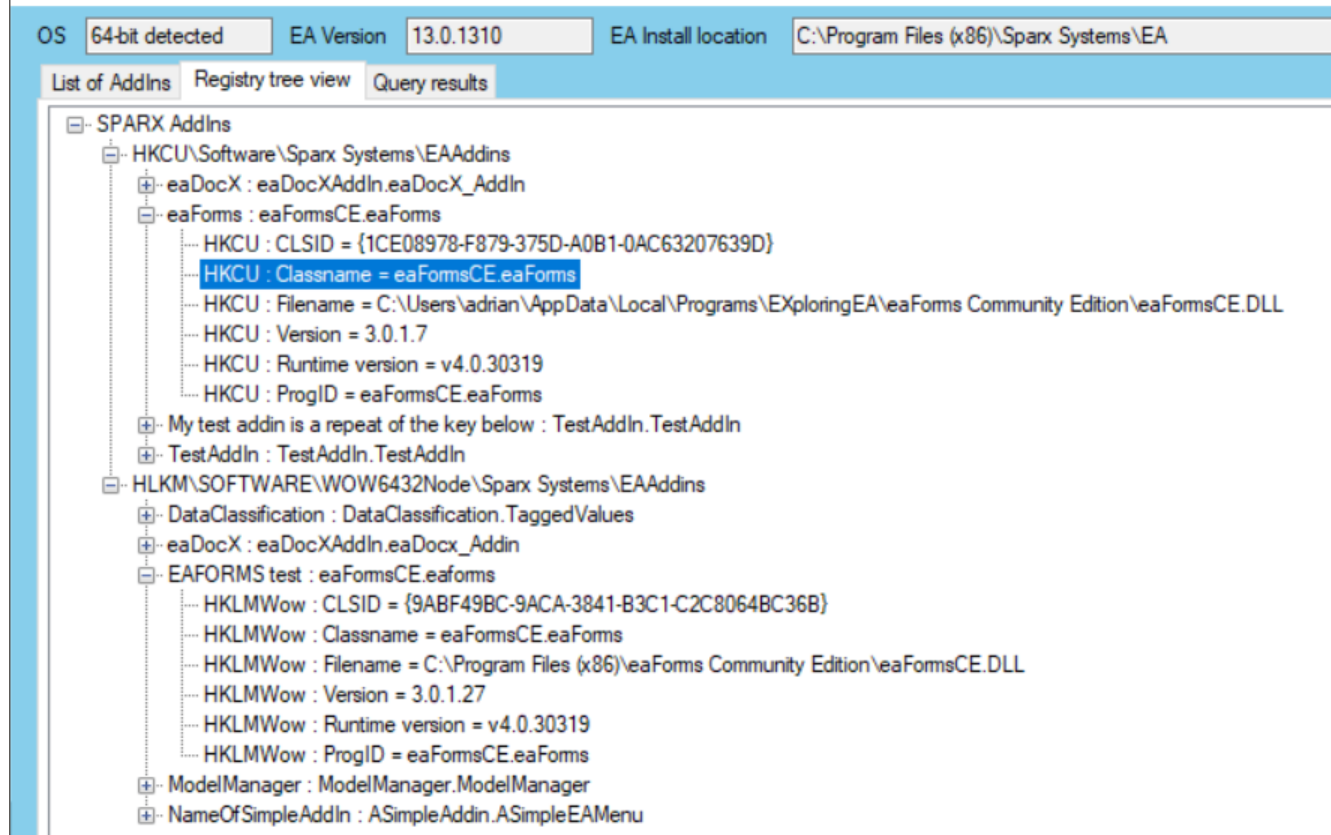 OS 64-bit detected EA Version 13.0.1310 EA Install location C:\Program Files (x86)\Sparx Systems\EA
List of AddIns Registry tree view Query results
SPARX AddIns
HKCU\Software\Sparx Systems\EAAddins
eaDocX : eaDocXAddIn.eaDocX_AddIn
eaForms : eaFormsCE.eaForms
HKCU : CLSID = {1CE08978-F879-375D-A0B1-0AC63207639D}
HKCU : Classname = eaFormsCE.eaForms
HKCU : Filename = C:\Users\adrian\AppData\Local\Programs\EXploringEA\eaForms Community Edition\eaFormsCE.DLL
HKCU : Version = 3.0.1.7
HKCU : Runtime version = v4.0.30319
HKCU : ProgID = eaFormsCE.eaForms
My test addin is a repeat of the key below : TestAddIn.TestAddIn
TestAddIn : TestAddIn.TestAddIn
HLKM\SOFTWARE\WOW6432Node\Sparx Systems\EAAddins
DataClassification : DataClassification.TaggedValues
eaDocX : eaDocXAddIn.eaDocx_Addin
EAFORMS test : eaFormsCE.eaforms
HKLMWow : CLSID = {9ABF49BC-9ACA-3841-B3C1-C2C8064BC36B}
HKLMWow : Classname = eaFormsCE.eaForms
HKLMWow : Filename = C:\Program Files (x86)\eaForms Community Edition\eaFormsCE.DLL
HKLMWow : Version = 3.0.1.27
HKLMWow : Runtime version = v4.0.30319
HKLMWow : ProgID = eaFormsCE.eaForms
ModelManager : ModelManager.ModelManager
NameOfSimpleAddIn : ASimpleAddin.ASimpleEAMenu